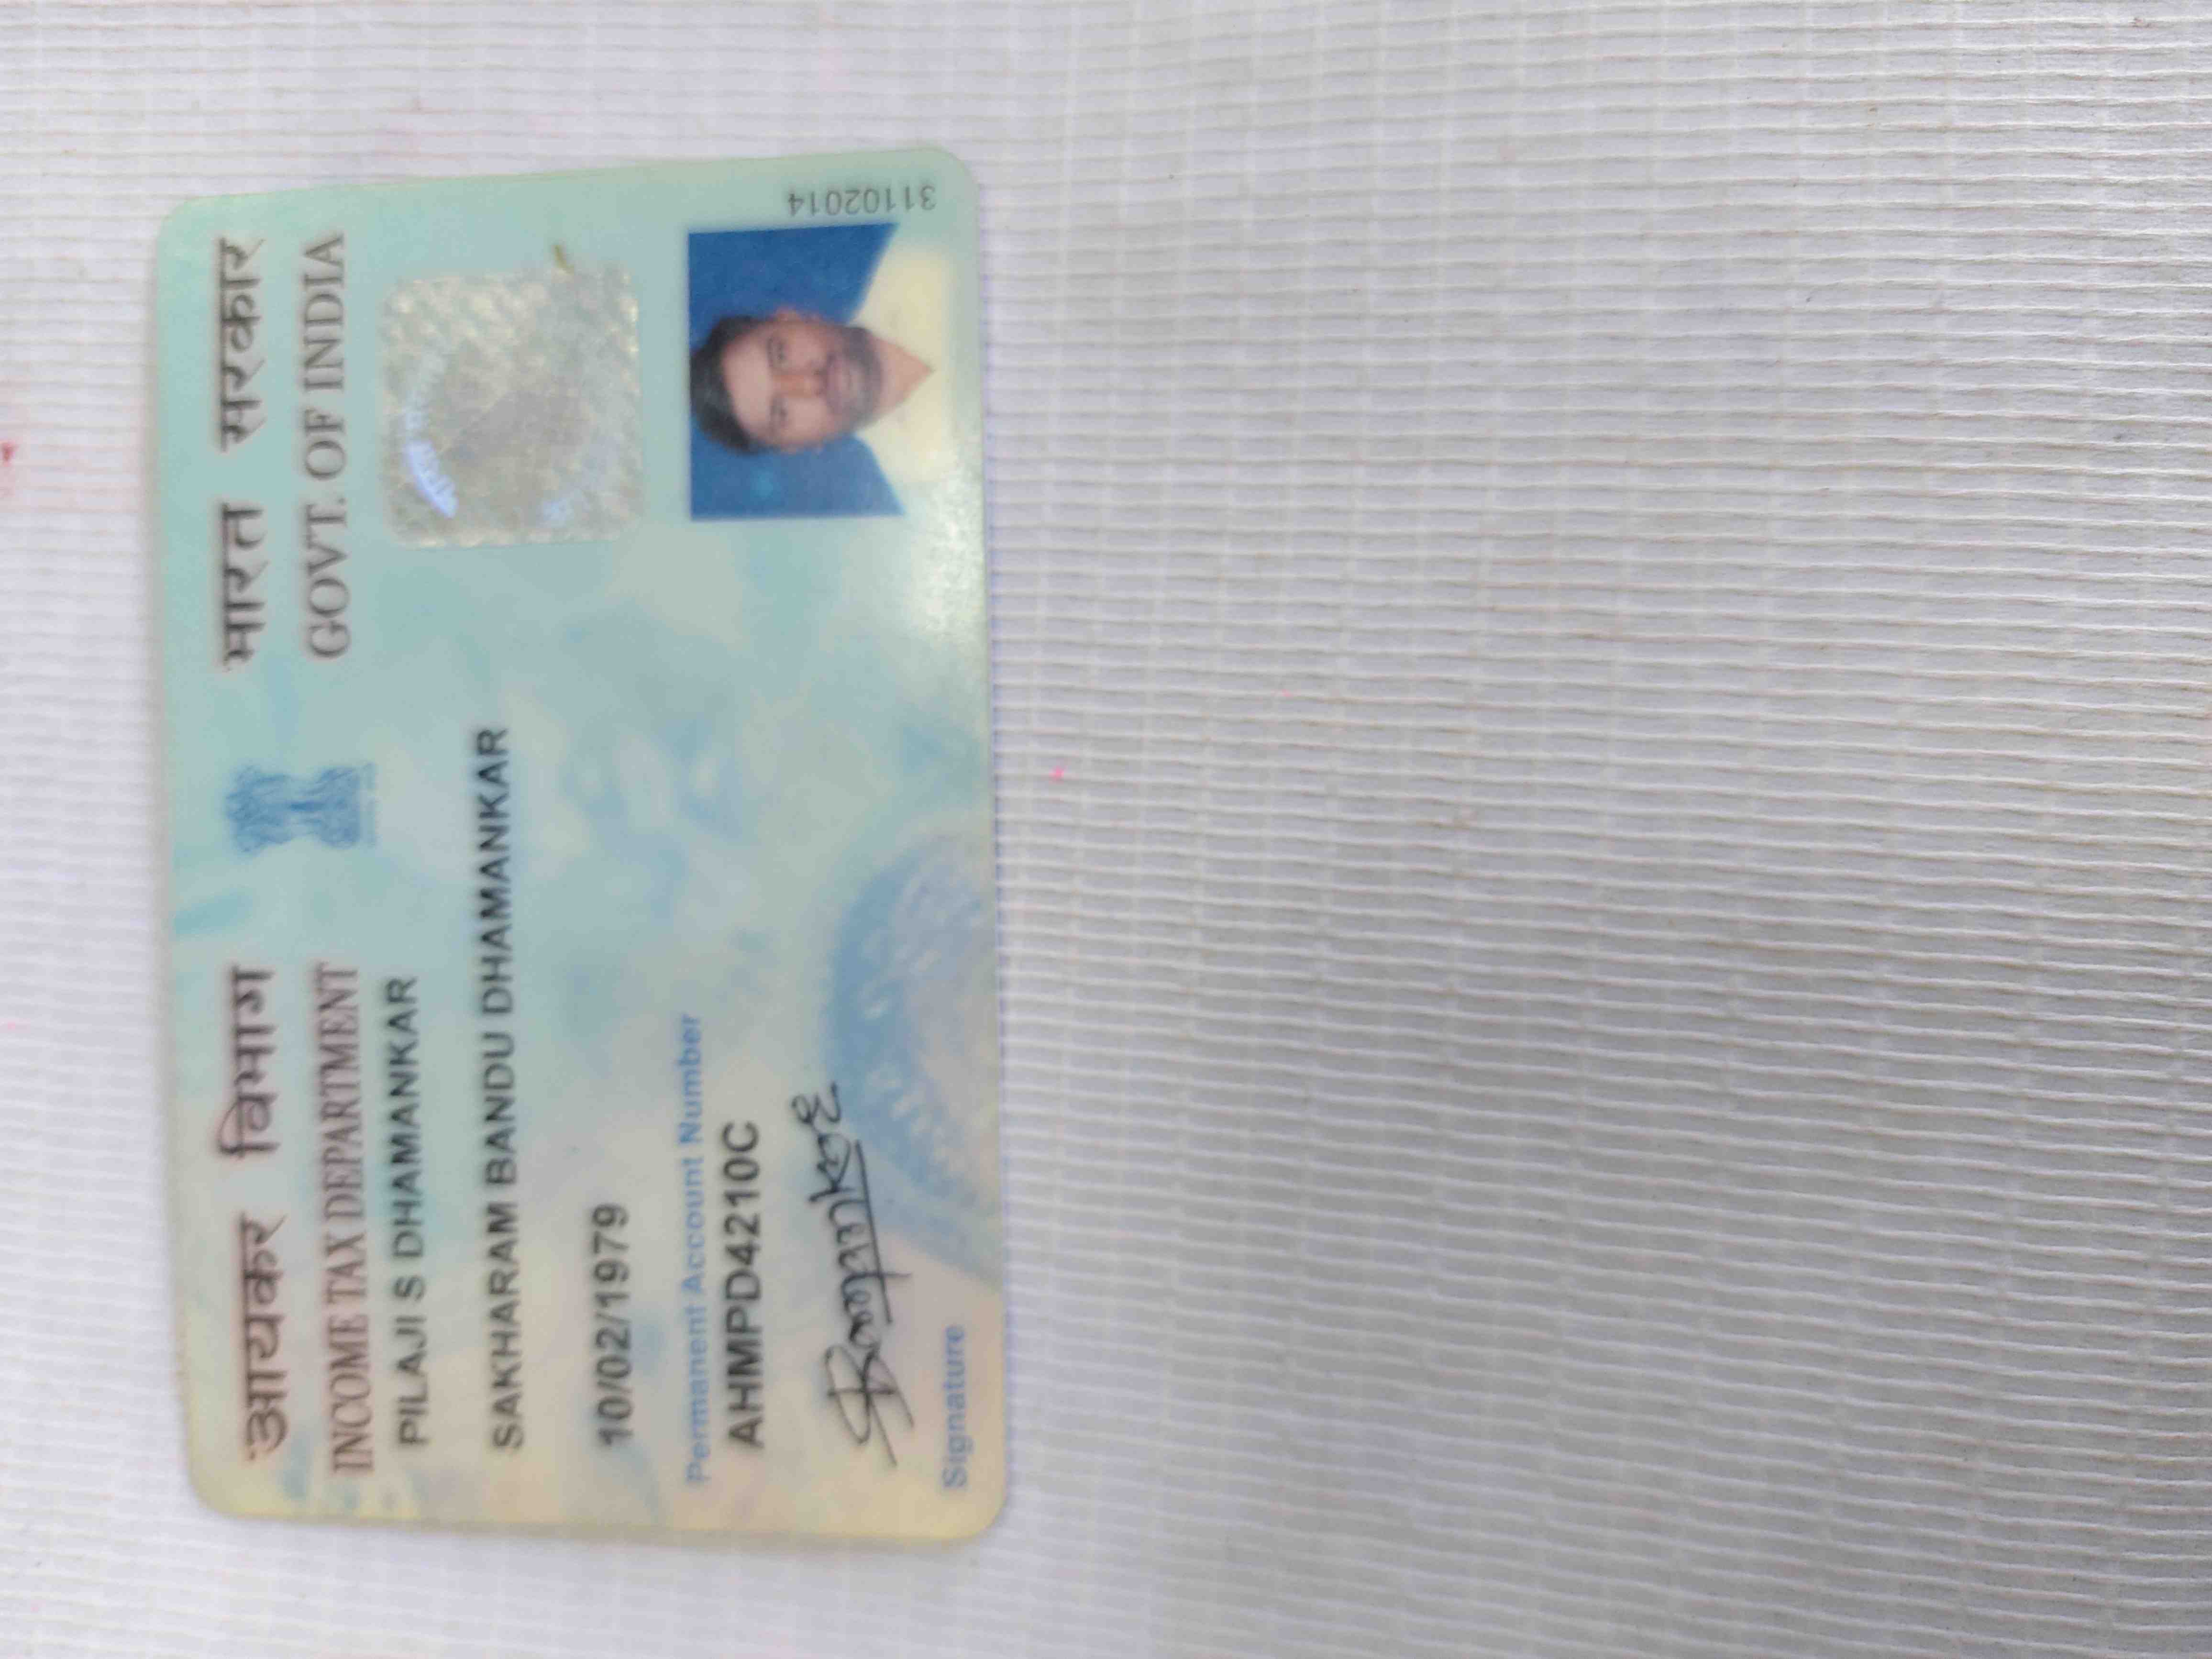 आयकर विभाग भारत सरकार
INCOME TAX DEPARTMENT GOVT. OF INDIA
PILAJI S DHAMANKAR
SAKHARAM BANDU DHAMANKAR
10/02/1979
Permanent Account Number
AHMPD4210C
Signature
31102014